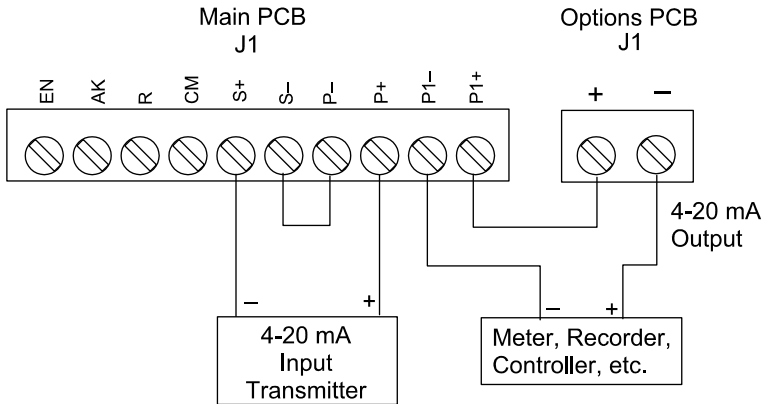 Main PCB
J1
Options PCB
J1
EN AK R CM S+ S– P– P+ P1– P1+
+ –
4-20 mA
Output
– +
4-20 mA
Input
Transmitter
– +
Meter, Recorder,
Controller, etc.